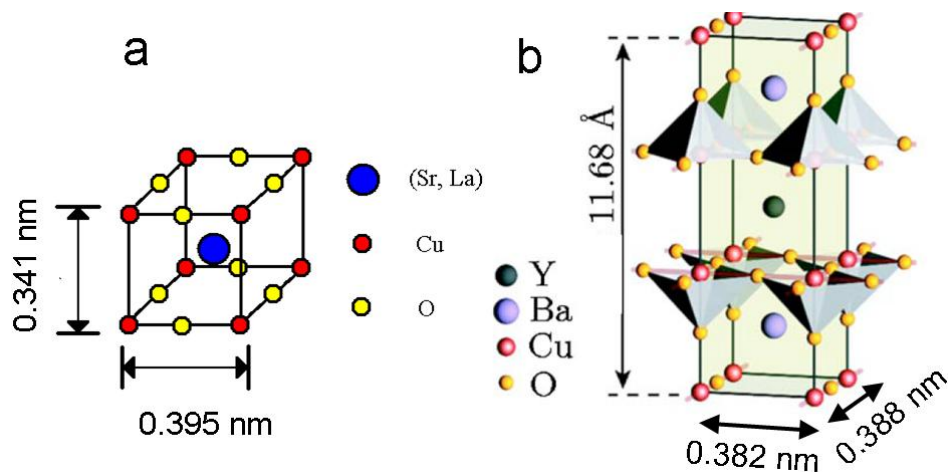 a
(Sr, La)
Cu
O
0.341 nm
0.395 nm
b
11.68 Å
Y
Ba
Cu
O
0.382 nm
0.388 nm